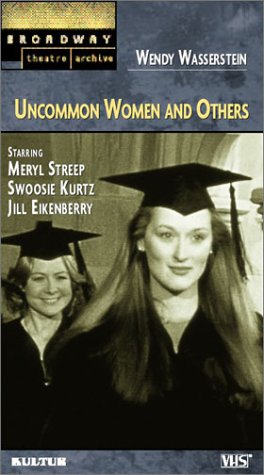 BROADWAY
theatre archive
WENDY WASSERSTEIN
UNCOMMON WOMEN AND OTHERS
STARRING
MERYL STREEP
SWOOSIE KURTZ
JILL EIKENBERRY
KULTUR
VHS